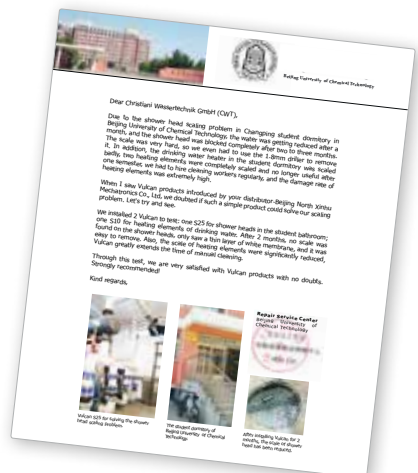 Beijing University of Chemical Technology
Dear Christiani Wassertechnik GmbH (CWT),
Due to the shower head scaling problem in Changping student dormitory in
Beijing University of Chemical Technology, the water was getting reduced after a
month, and the shower head was blocked completely after two to three months.
The scale was very hard, so we even had to use the 1.8mm driller to remove
it. In addition, the drinking water heater in the student dormitory was scaled
badly, two heating elements were completely scaled and no longer useful after
one semester, we had to hire cleaning workers regularly, and the damage rate of
heating elements was extremely high.
When I saw Vulcan products introduced by your distributor-Beijing North Xinhu
Mechatronics Co., Ltd, we doubted if such a simple product could solve our scaling
problem. Let's try and see.
We installed 2 Vulcan to test: one S25 for shower heads in the student bathroom;
one S10 for heating elements of drinking water. After 2 months, no scale was
found on the shower heads, only saw a thin layer of white membrane, and it was
easy to remove. Also, the scale of heating elements were significantly reduced,
Vulcan greatly extends the time of manual cleaning.
Through this test, we are very satisfied with Vulcan products with no doubts.
Strongly recommended!
Kind regards,
Repair Service Center
Beijing University of
Chemical Technology
Vulcan S25 for solving the shower
head scaling problem
The student dormitory of
Beijing University of Chemical
Technology
After installing Vulcan for 2
months, the scale of shower
head has been reduced.